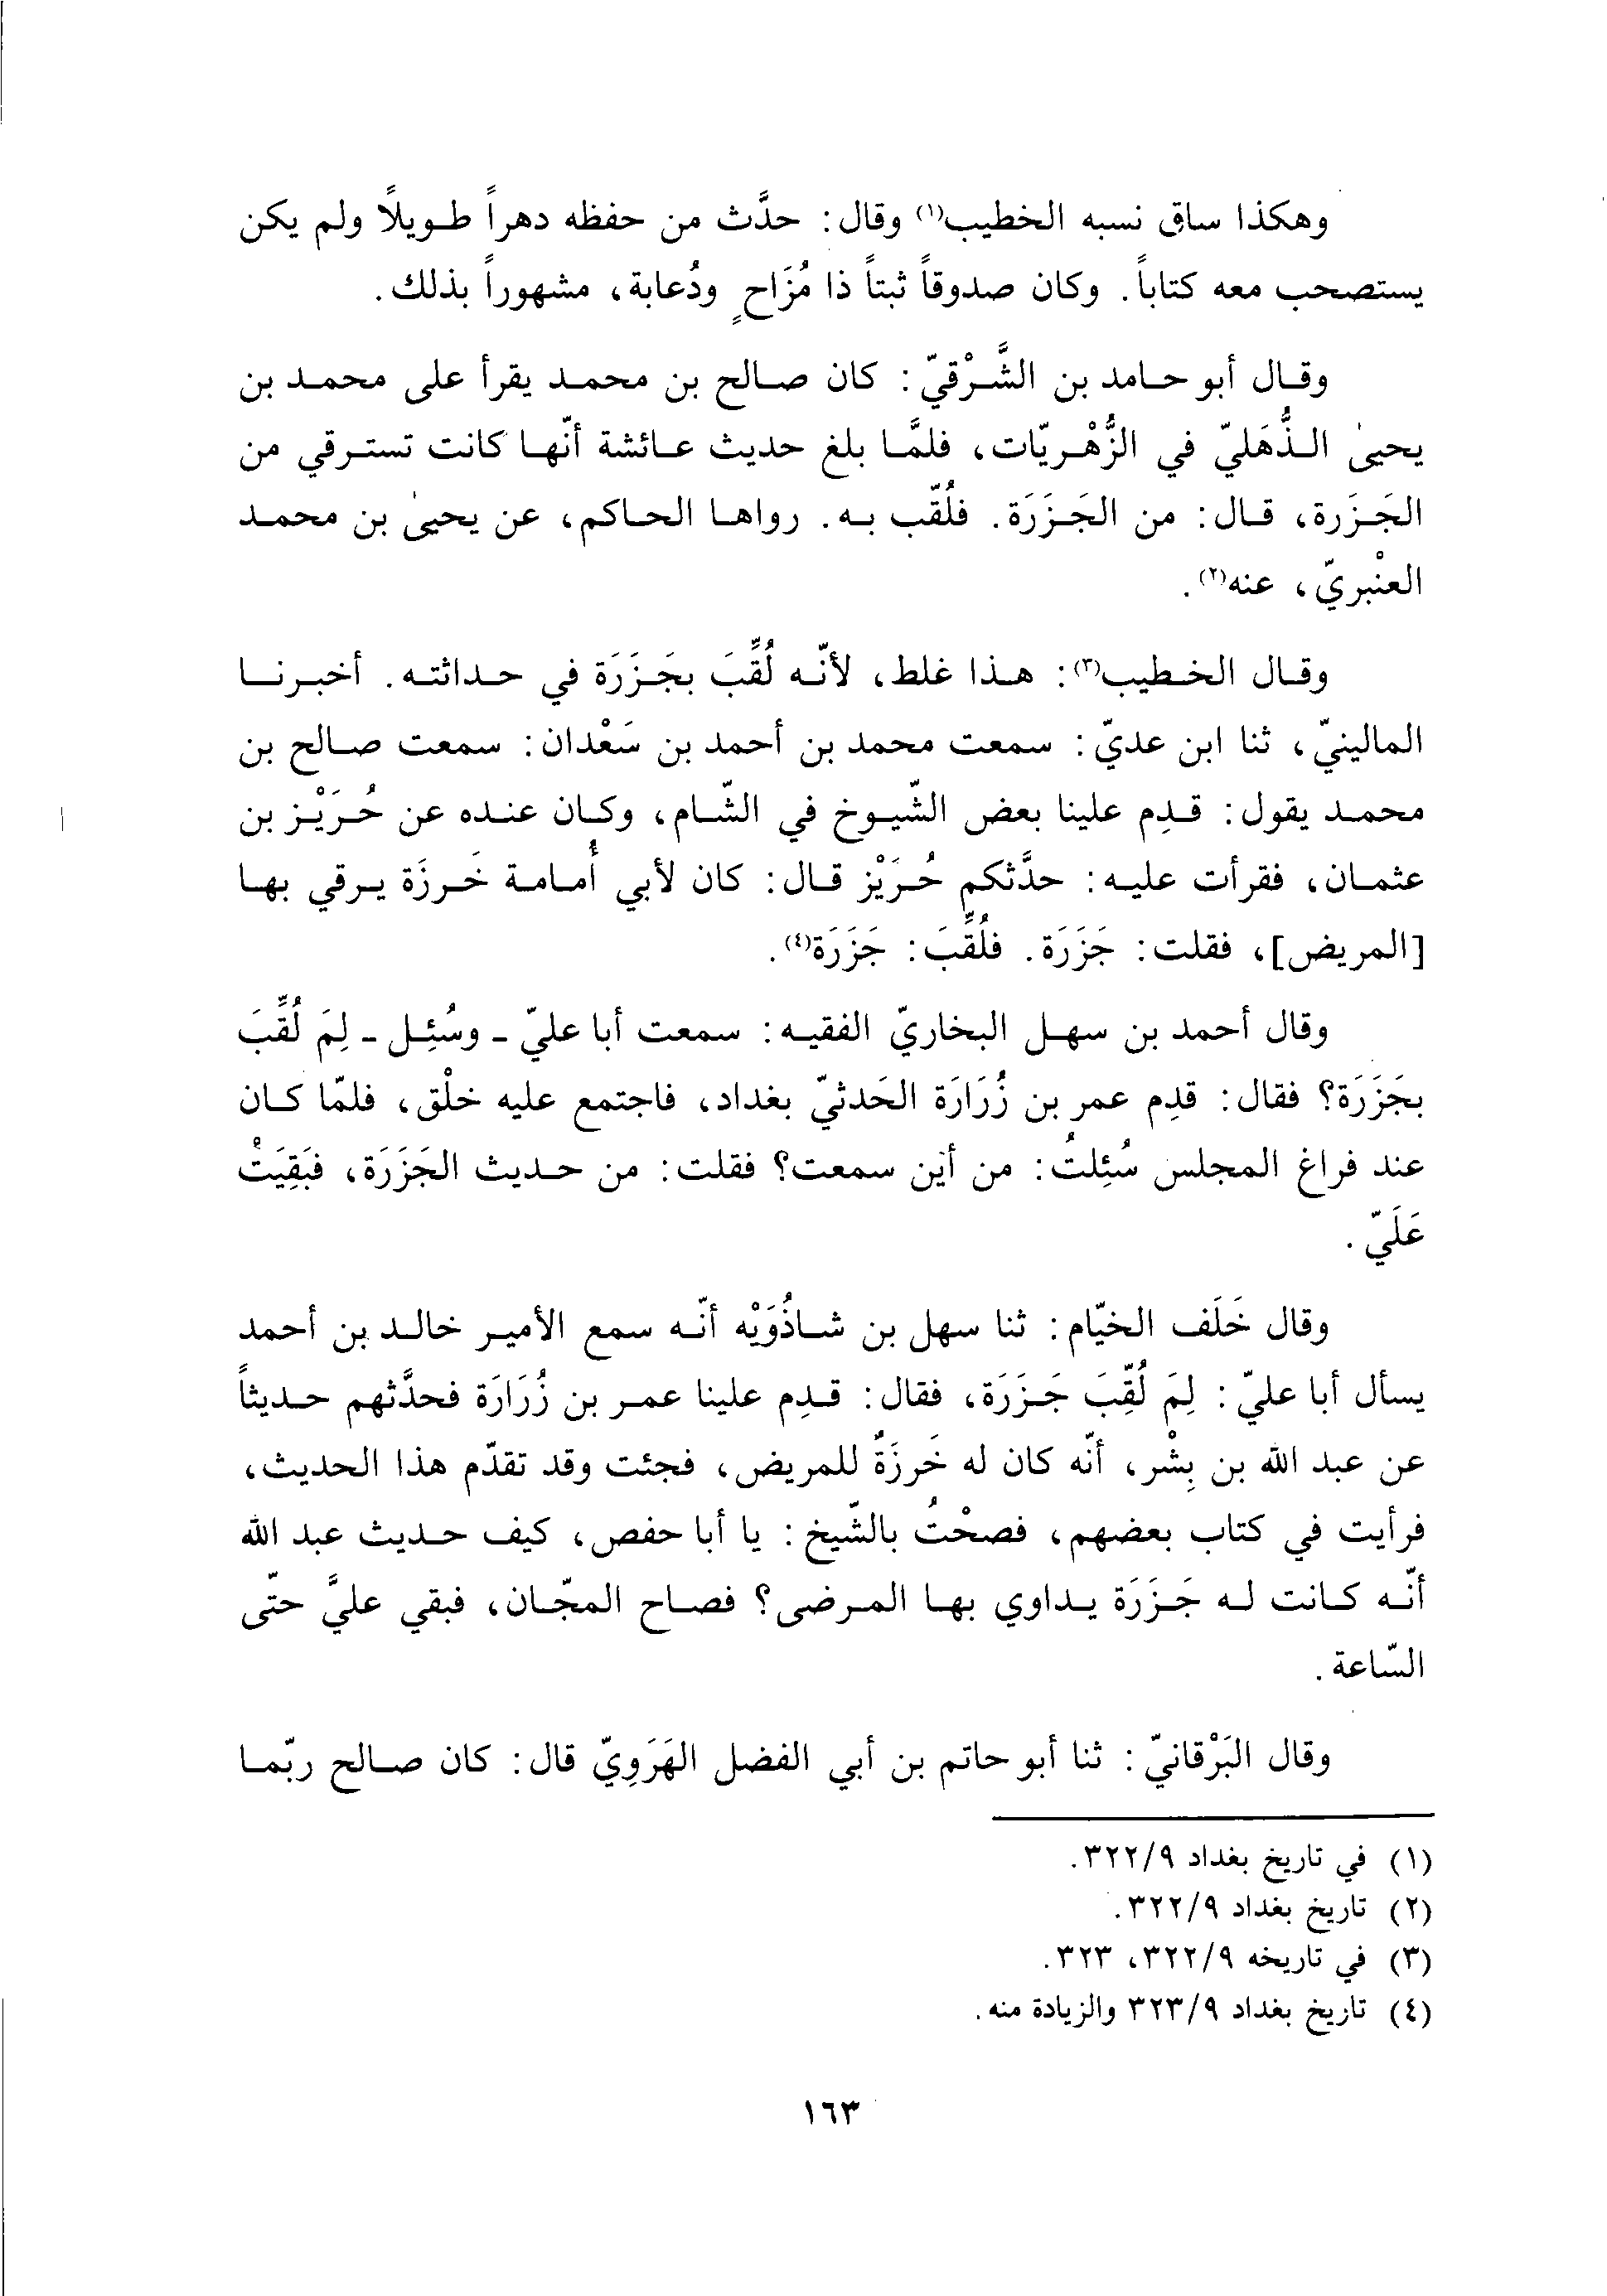 وهكذا ساق نسبه الخطيب(١) وقال: حدَّث من حفظه دهراً طويلاً ولم يكن
يستصحب معه كتاباً. وكان صدوقاً ثبتاً ذا مُزَاحٍ ودُعابة، مشهوراً بذلك.
وقال أبو حامد بن الشَّرْقيّ: كان صالح بن محمد يقرأ على محمد بن
يحيىٰ الذُّهَليّ في الزُّهْريّات، فلمَّا بلغ حديث عائشة أنّها كانت تسترقي من
الجَزَرة، قال: من الجَزَرَة. فلُقّب به. رواها الحاكم، عن يحيىٰ بن محمد
العنْبريّ، عنه(٢).
وقال الخطيب(٣): هذا غلط، لأنّه لُقِّبَ بجَزَرَة في حداثته. أخبرنا
المالينيّ، ثنا ابن عديّ: سمعت محمد بن أحمد بن سَعْدان: سمعت صالح بن
محمد يقول: قدِم علينا بعض الشّيوخ في الشّام، وكان عنده عن حُرَيْز بن
عثمان، فقرأت عليه: حدَّثكم حُرَيْز قال: كان لأبي أُمامة خَرزَة يرقي بها
[المريض]، فقلت: جَزَرَة. فلُقِّبَ: جَزَرَة(٤).
وقال أحمد بن سهل البخاريّ الفقيه: سمعت أبا عليّ ـ وسُئِل ـ لِمَ لُقِّبَ
بجَزَرَة؟ فقال: قدِم عمر بن زُرَارَة الحَدثيّ بغداد، فاجتمع عليه خلْق، فلمّا كان
عند فراغ المجلس سُئِلتُ: من أين سمعت؟ فقلت: من حديث الجَزَرَة، فبَقِيَتْ
عَلَيّ.
وقال خَلَف الخيّام: ثنا سهل بن شاذُوَيْه أنّه سمع الأمير خالد بن أحمد
يسأل أبا عليّ: لِمَ لُقِّبَ جَزَرَة، فقال: قدِم علينا عمر بن زُرَارَة فحدَّثهم حديثاً
عن عبد الله بن بِشْر، أنّه كان له خَرزَةٌ للمريض، فجئت وقد تقدّم هذا الحديث،
فرأيت في كتاب بعضهم، فصحْتُ بالشّيخ: يا أبا حفص، كيف حديث عبد الله
أنّه كانت له جَزَرَة يداوي بها المرضى؟ فصاح المجّان، فبقي عليَّ حتّى
السّاعة.
وقال البَرْقانيّ: ثنا أبو حاتم بن أبي الفضل الهَرَوِيّ قال: كان صالح ربّما
(١) في تاريخ بغداد ٣٢٢/٩.
(٢) تاريخ بغداد ٣٢٢/٩.
(٣) في تاريخه ٣٢٢/٩، ٣٢٣.
(٤) تاريخ بغداد ٣٢٣/٩ والزيادة منه.
١٦٣